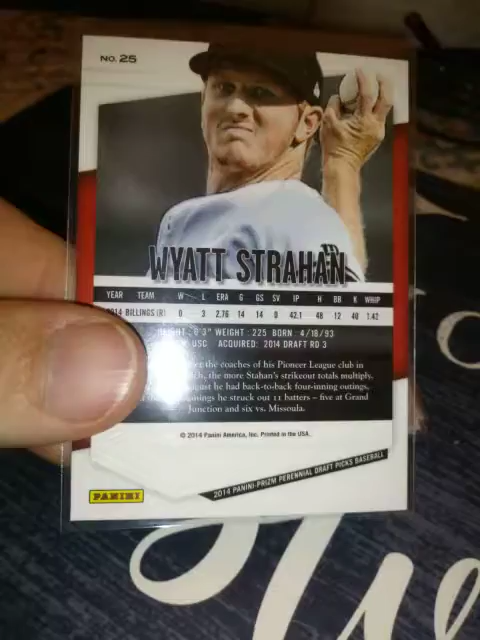 NO. 25
WYATT STRAHAN
YEAR TEAM W L ERA G GS SV IP H BB K WHIP
2014 BILLINGS (R) 0 3 2.76 14 14 0 42.1 48 12 40 1.42
6'3" WEIGHT: 225 BORN: 4/18/93
USC ACQUIRED: 2014 DRAFT RD 3
the coaches of his Pioneer League club in
the more Stahan's strikeout totals multiply.
he had back-to-back four-inning outings.
he struck out 11 batters – five at Grand
Junction and six vs. Missoula.
© 2014 Panini America, Inc. Printed in the USA.
2014 PANINI-PRIZM PERENNIAL DRAFT PICKS BASEBALL
PANINI